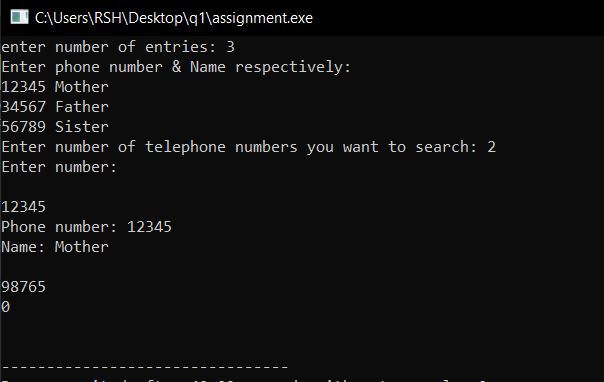 C:\Users\RSH\Desktop\q1\assignment.exe
enter number of entries: 3
Enter phone number & Name respectively:
12345 Mother
34567 Father
56789 Sister
Enter number of telephone numbers you want to search: 2
Enter number:
12345
Phone number: 12345
Name: Mother
98765
0
--------------------------------